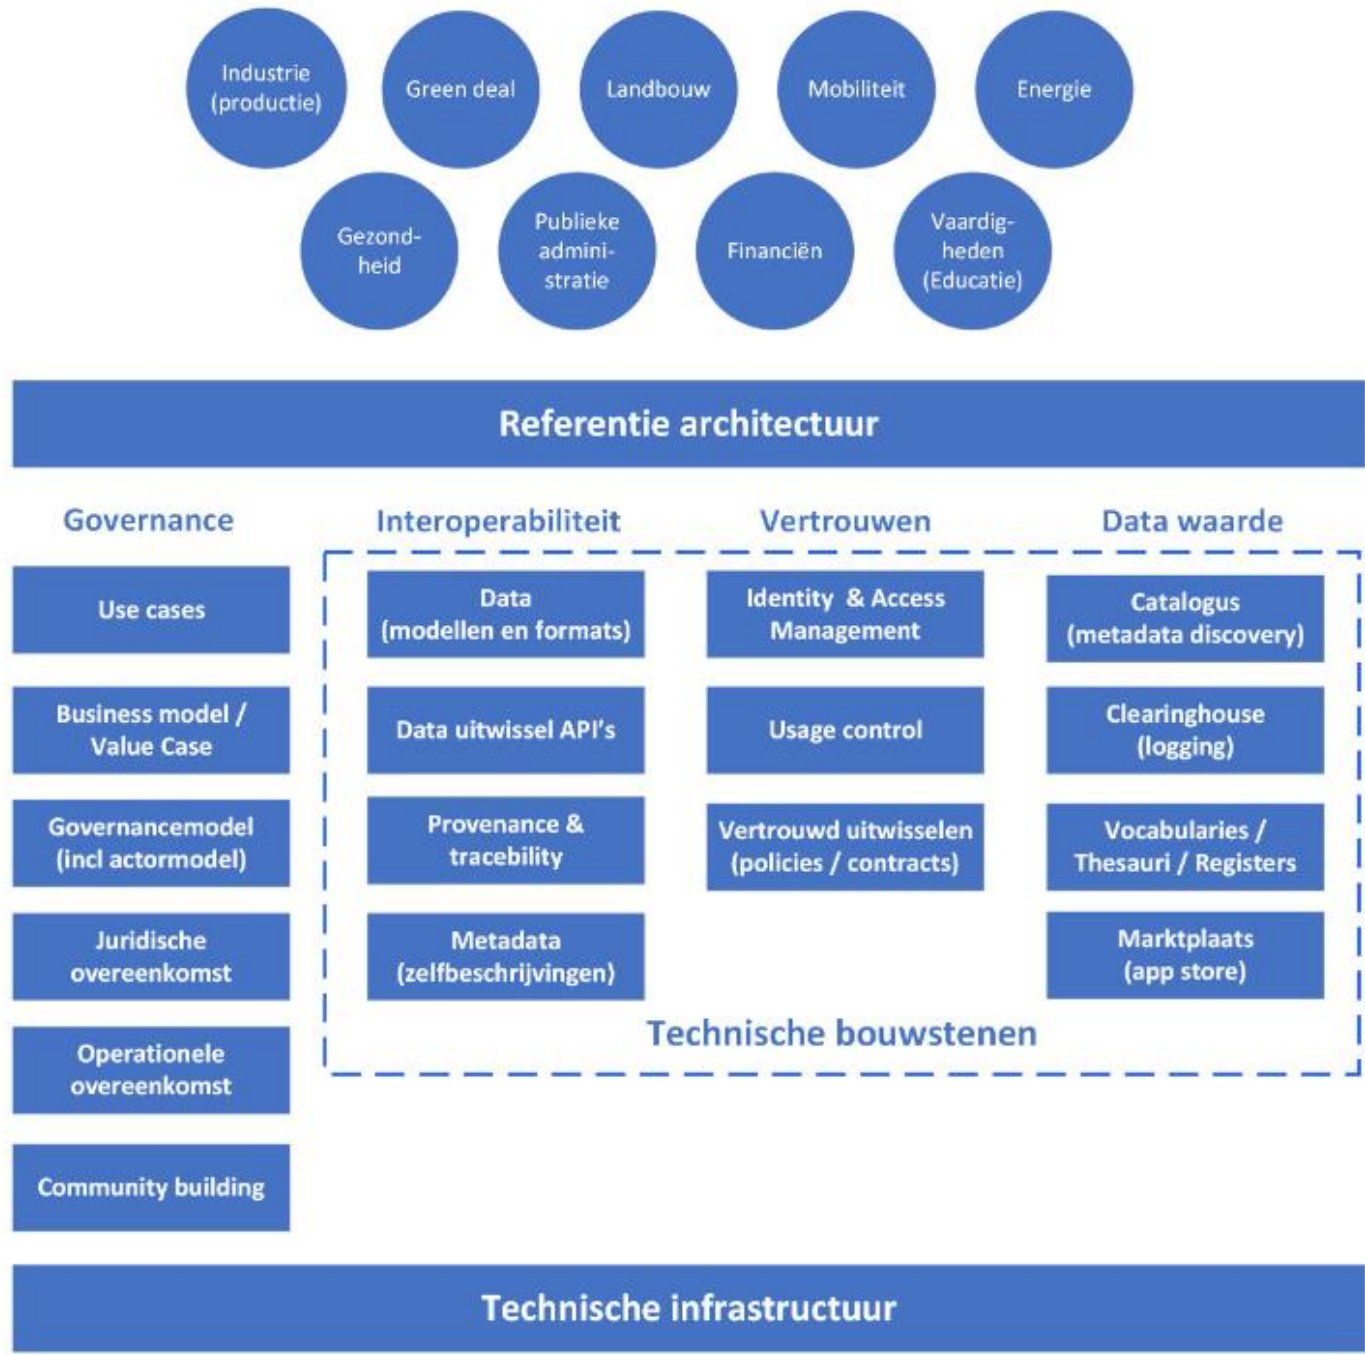 Industrie
(productie)
Green deal
Landbouw
Mobiliteit
Energie
Gezond-
heid
Publieke
admini-
stratie
Financiën
Vaardig-
heden
(Educatie)
Referentie architectuur
Governance
Use cases
Business model /
Value Case
Governancemodel
(incl actormodel)
Juridische
overeenkomst
Operationele
overeenkomst
Community building
Interoperabiliteit
Data
(modellen en formats)
Data uitwissel API's
Provenance &
tracebility
Metadata
(zelfbeschrijvingen)
Vertrouwen
Identity & Access
Management
Usage control
Vertrouwd uitwisselen
(policies / contracts)
Data waarde
Catalogus
(metadata discovery)
Clearinghouse
(logging)
Vocabularies /
Thesauri / Registers
Marktplaats
(app store)
Technische bouwstenen
Technische infrastructuur